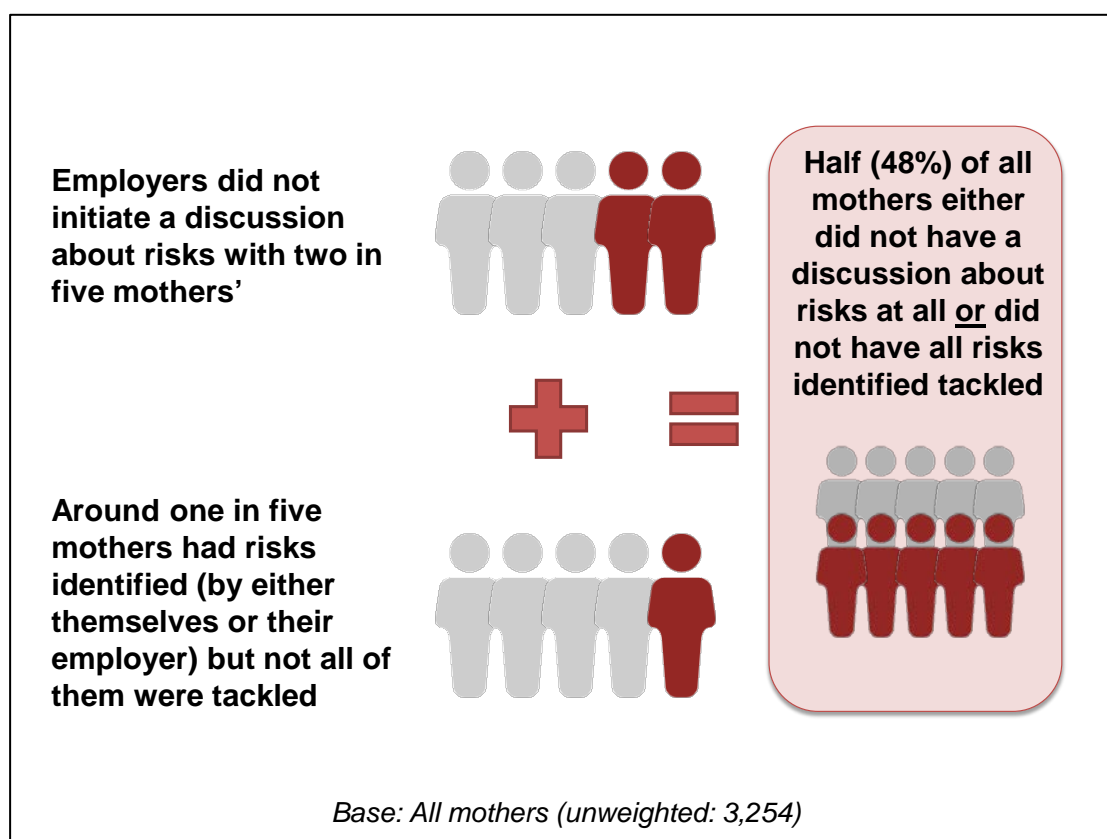 Employers did not
initiate a discussion
about risks with two in
five mothers’
Half (48%) of all
mothers either
did not have a
discussion about
risks at all or did
not have all risks
identified tackled
Around one in five
mothers had risks
identified (by either
themselves or their
employer) but not all of
them were tackled
Base: All mothers (unweighted: 3,254)